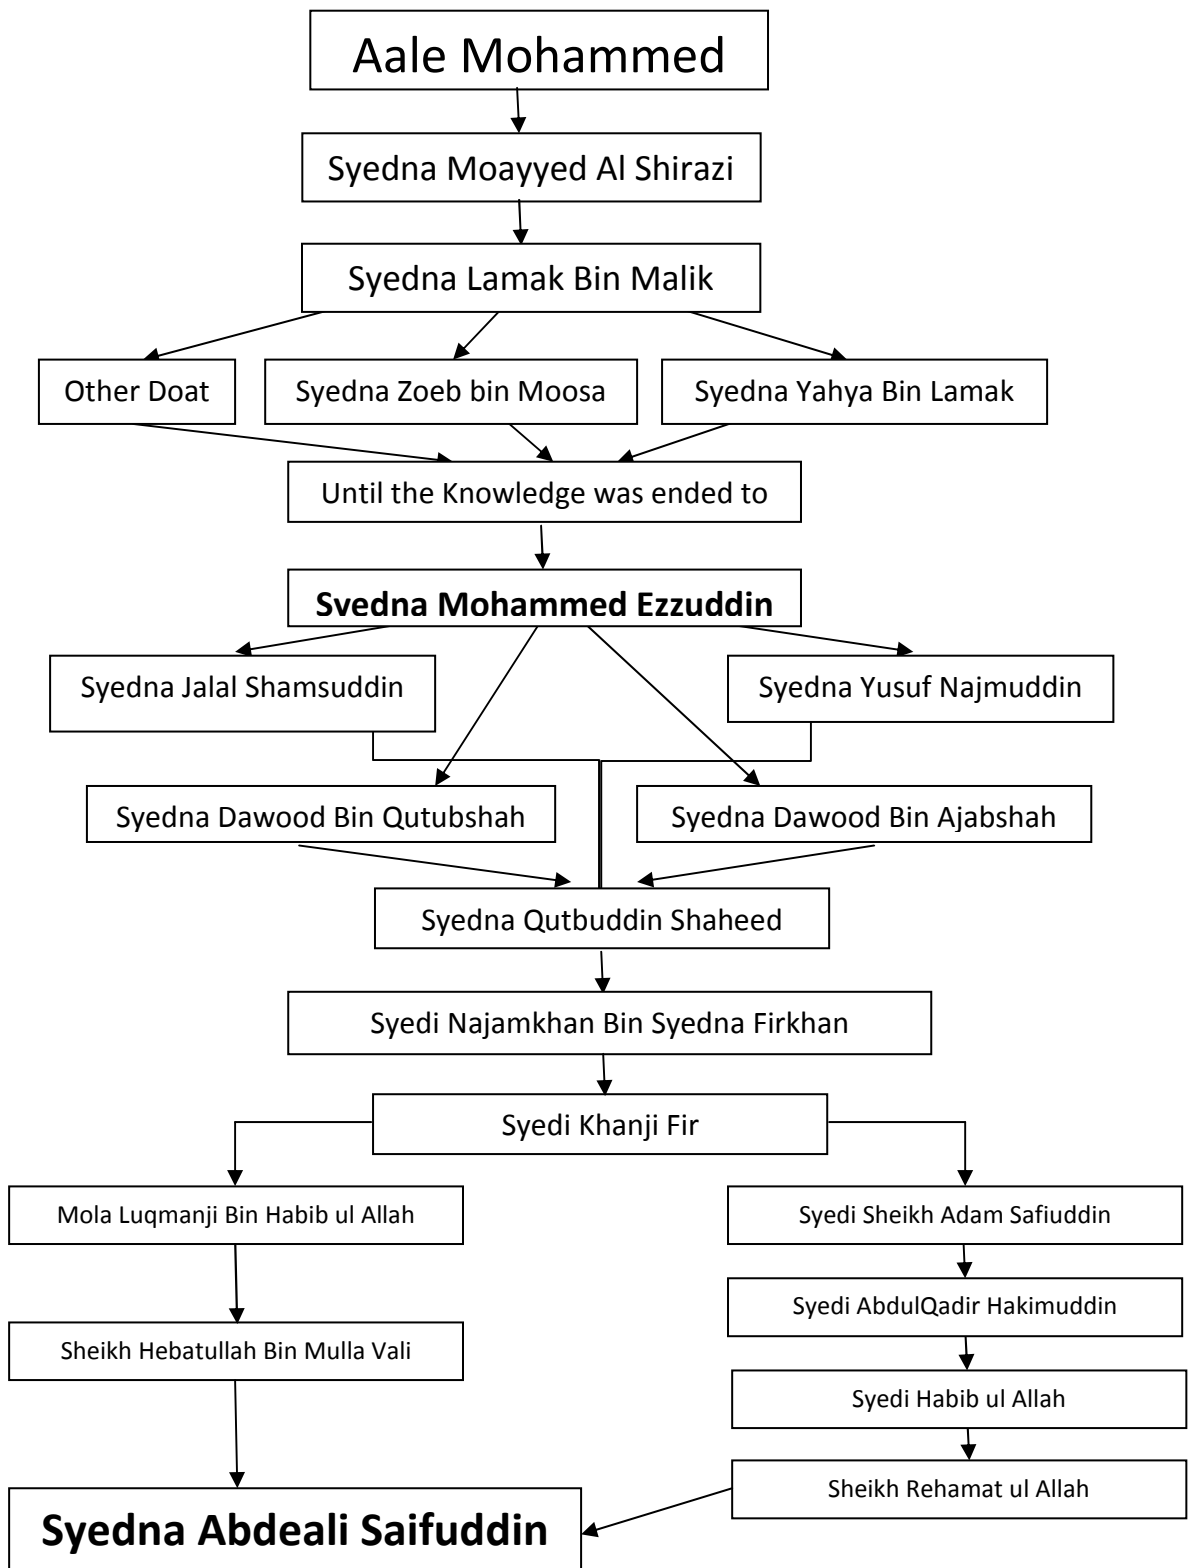 Aale Mohammed
Syedna Moayyed Al Shirazi
Syedna Lamak Bin Malik
Other Doat
Syedna Zoeb bin Moosa
Syedna Yahya Bin Lamak
Until the Knowledge was ended to
Syedna Mohammed Ezzuddin
Syedna Jalal Shamsuddin
Syedna Yusuf Najmuddin
Syedna Dawood Bin Qutubshah
Syedna Dawood Bin Ajabshah
Syedna Qutbuddin Shaheed
Syedi Najamkhan Bin Syedna Firkhan
Syedi Khanji Fir
Mola Luqmanji Bin Habib ul Allah
Syedi Sheikh Adam Safiuddin
Syedi AbdulQadir Hakimuddin
Sheikh Hebatullah Bin Mulla Vali
Syedi Habib ul Allah
Sheikh Rehamat ul Allah
Syedna Abdeali Saifuddin